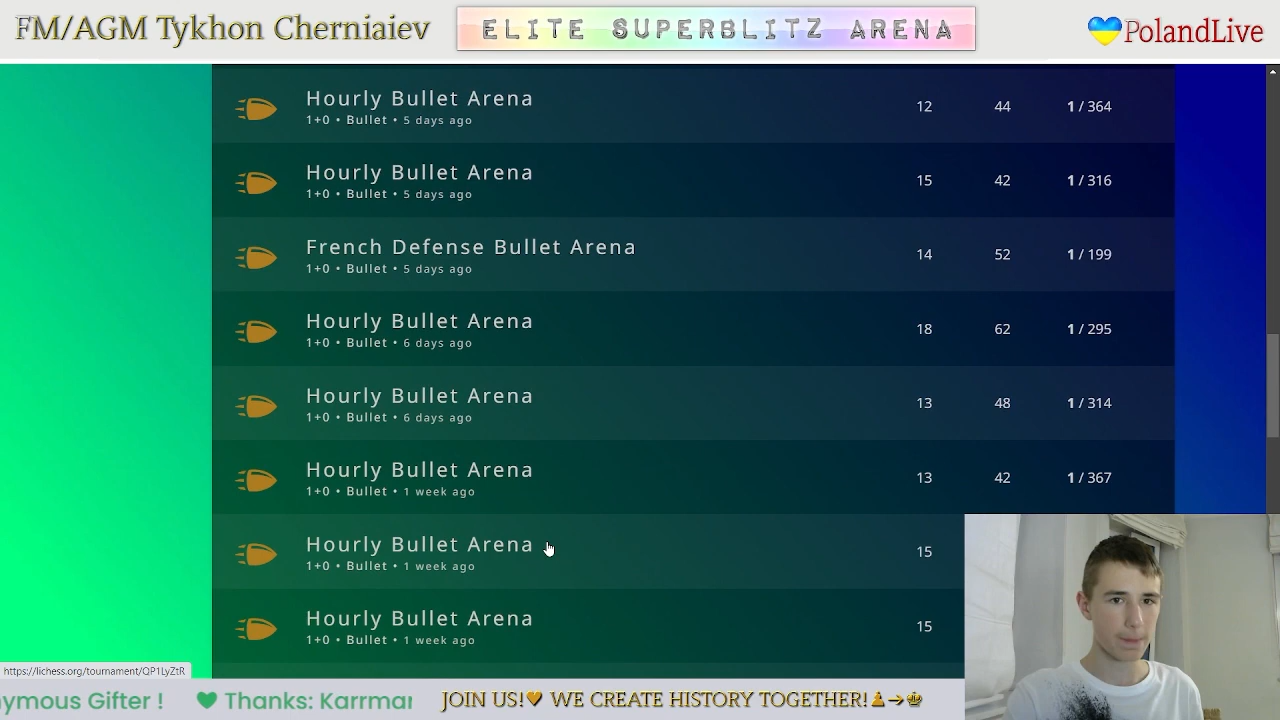 FM/AGM Tykhon Cherniaiev
ELITE SUPERBLITZ ARENA
PolandLive
Hourly Bullet Arena 12 44 1 / 364
1+0 • Bullet • 5 days ago
Hourly Bullet Arena 15 42 1 / 316
1+0 • Bullet • 5 days ago
French Defense Bullet Arena 14 52 1 / 199
1+0 • Bullet • 5 days ago
Hourly Bullet Arena 18 62 1 / 295
1+0 • Bullet • 6 days ago
Hourly Bullet Arena 13 48 1 / 314
1+0 • Bullet • 6 days ago
Hourly Bullet Arena 13 42 1 / 367
1+0 • Bullet • 1 week ago
Hourly Bullet Arena 15
1+0 • Bullet • 1 week ago
Hourly Bullet Arena 15
1+0 • Bullet • 1 week ago
https://lichess.org/tournament/QP1LyZtR
nymous Gifter ! Thanks: Karrmar
JOIN US!🧡 WE CREATE HISTORY TOGETHER!♟→♚